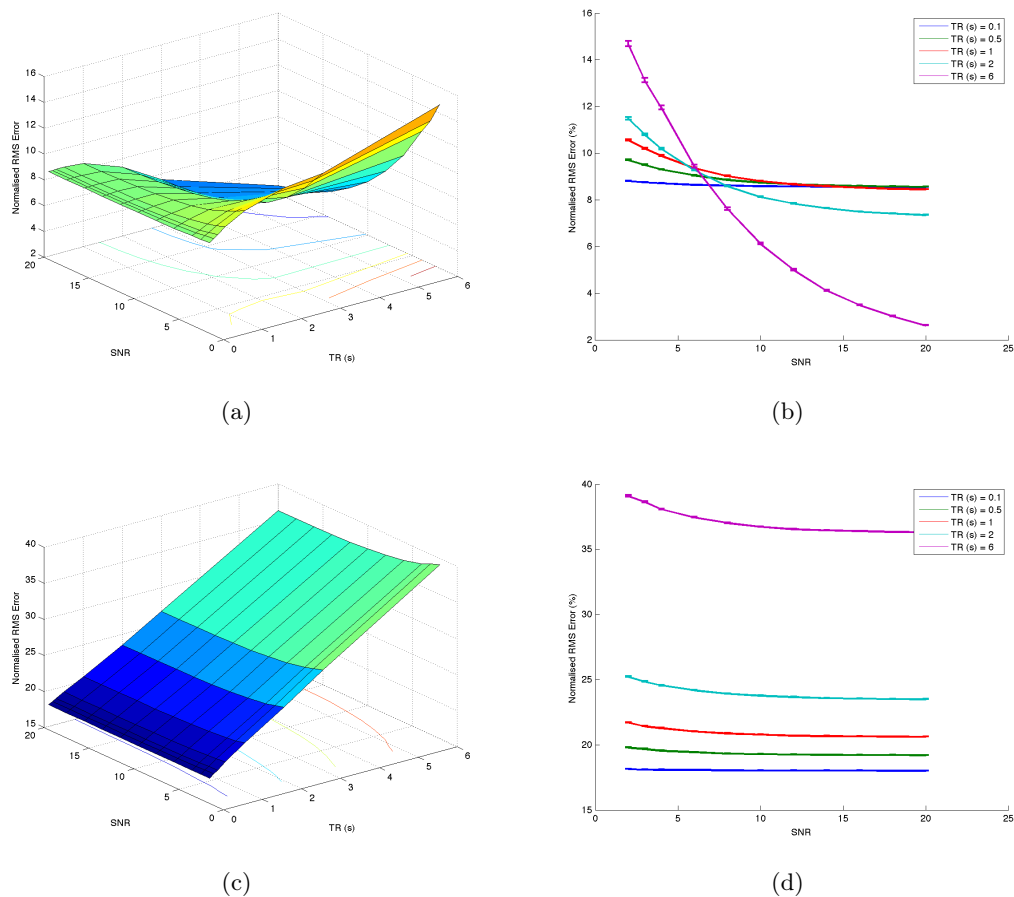 16
14
12
10
8
6
4
2
Normalised RMS Error
20
15
10
5
0
SNR
0
1
2
3
4
5
6
TR (s)
(a)
16
14
12
10
8
6
4
2
Normalised RMS Error (%)
0
5
10
15
20
25
SNR
TR (s) = 0.1
TR (s) = 0.5
TR (s) = 1
TR (s) = 2
TR (s) = 6
(b)
40
35
30
25
20
15
Normalised RMS Error
20
15
10
5
0
SNR
0
1
2
3
4
5
6
TR (s)
(c)
40
35
30
25
20
15
Normalised RMS Error (%)
0
5
10
15
20
25
SNR
TR (s) = 0.1
TR (s) = 0.5
TR (s) = 1
TR (s) = 2
TR (s) = 6
(d)